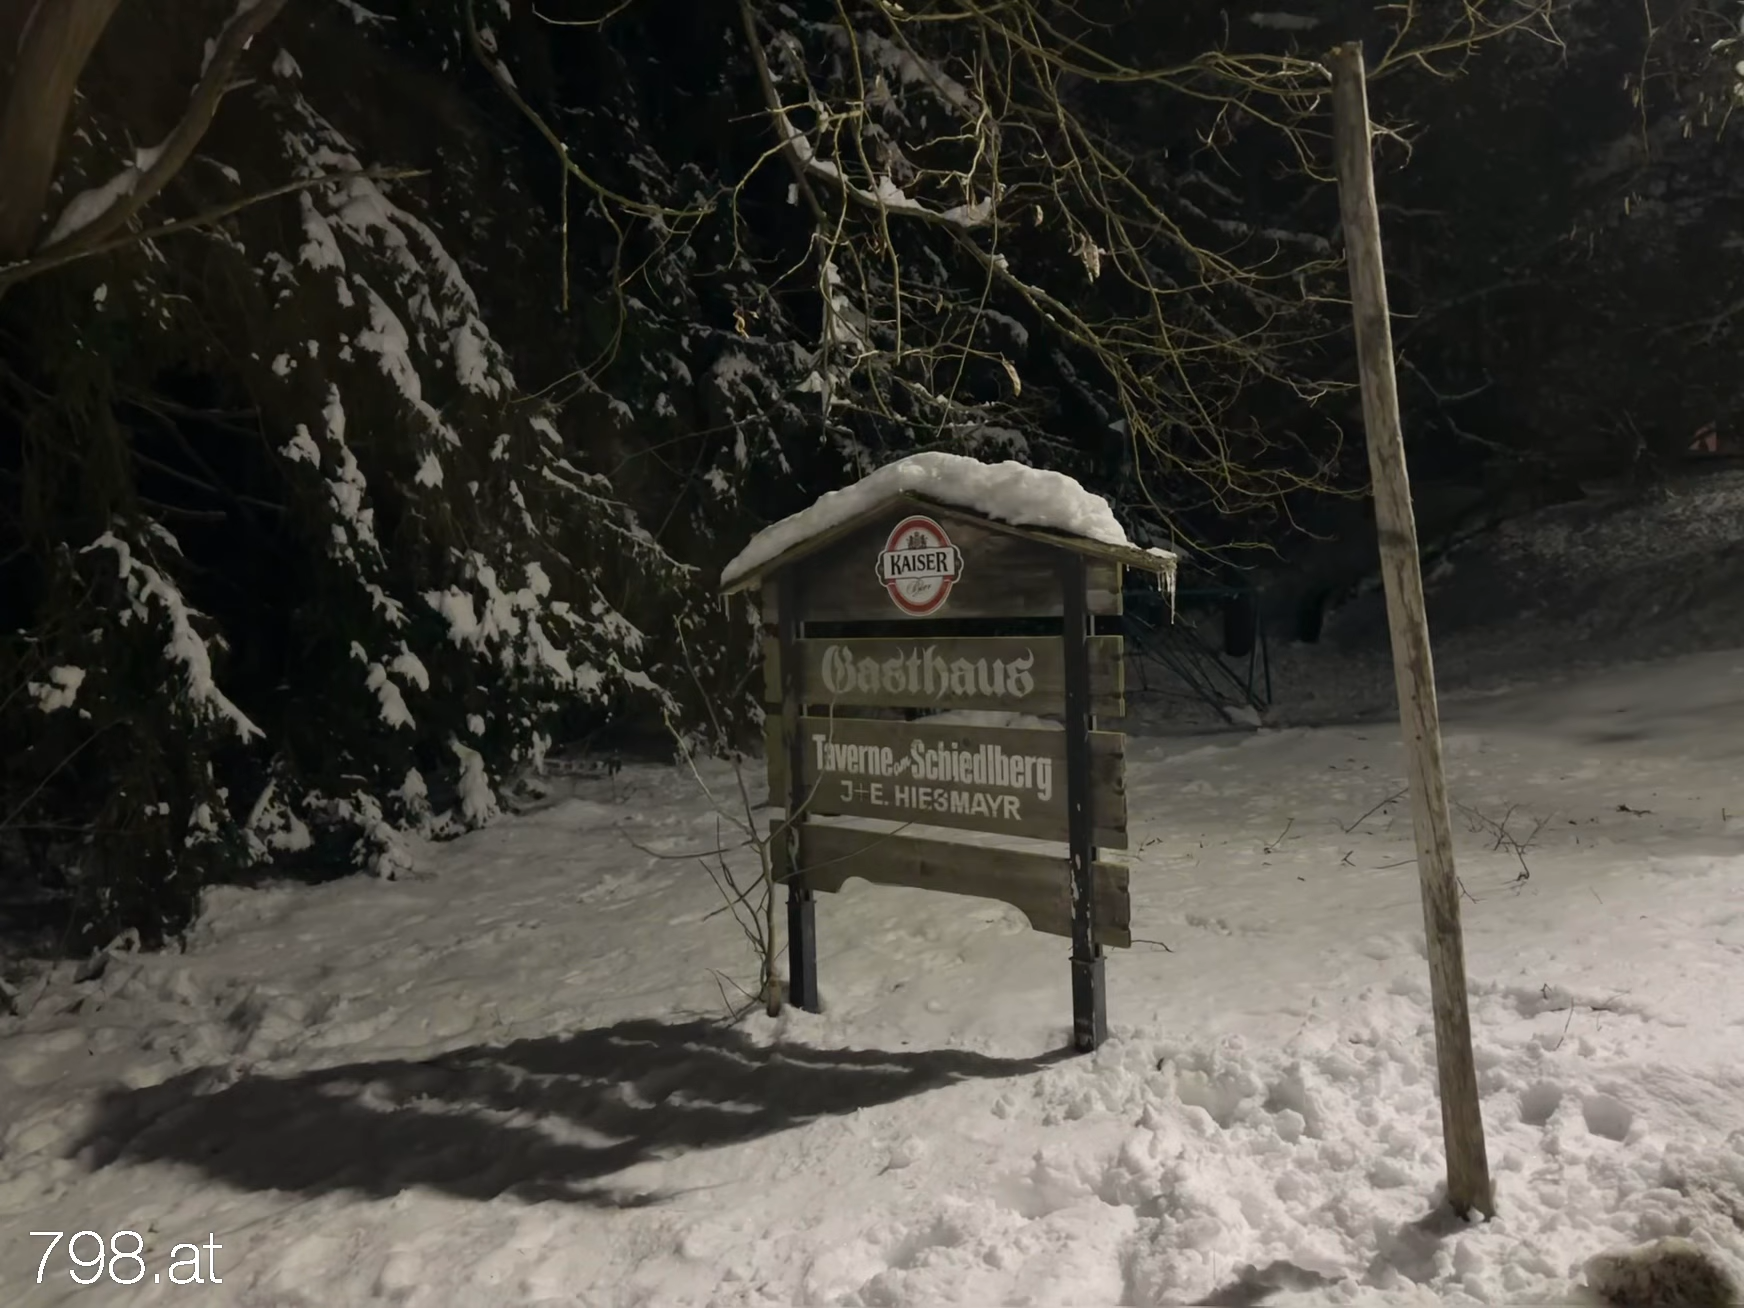 KAISER
Bier
Gasthaus
Taverne am Schiedlberg
J+E. HIESMAYR
798.at